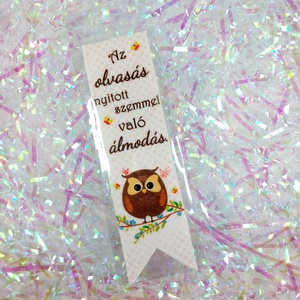 Az
olvasás
nyitott
szemmel
való
álmodás.